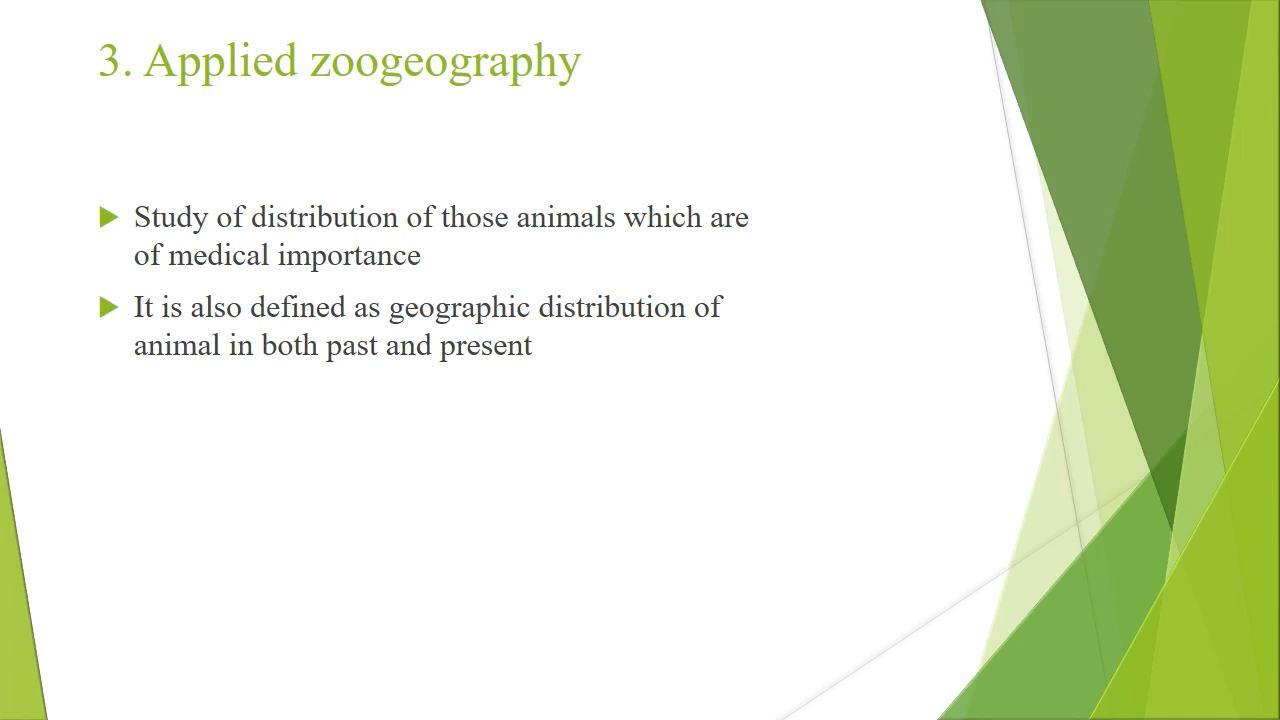 3. Applied zoogeography
Study of distribution of those animals which are
of medical importance
It is also defined as geographic distribution of
animal in both past and present